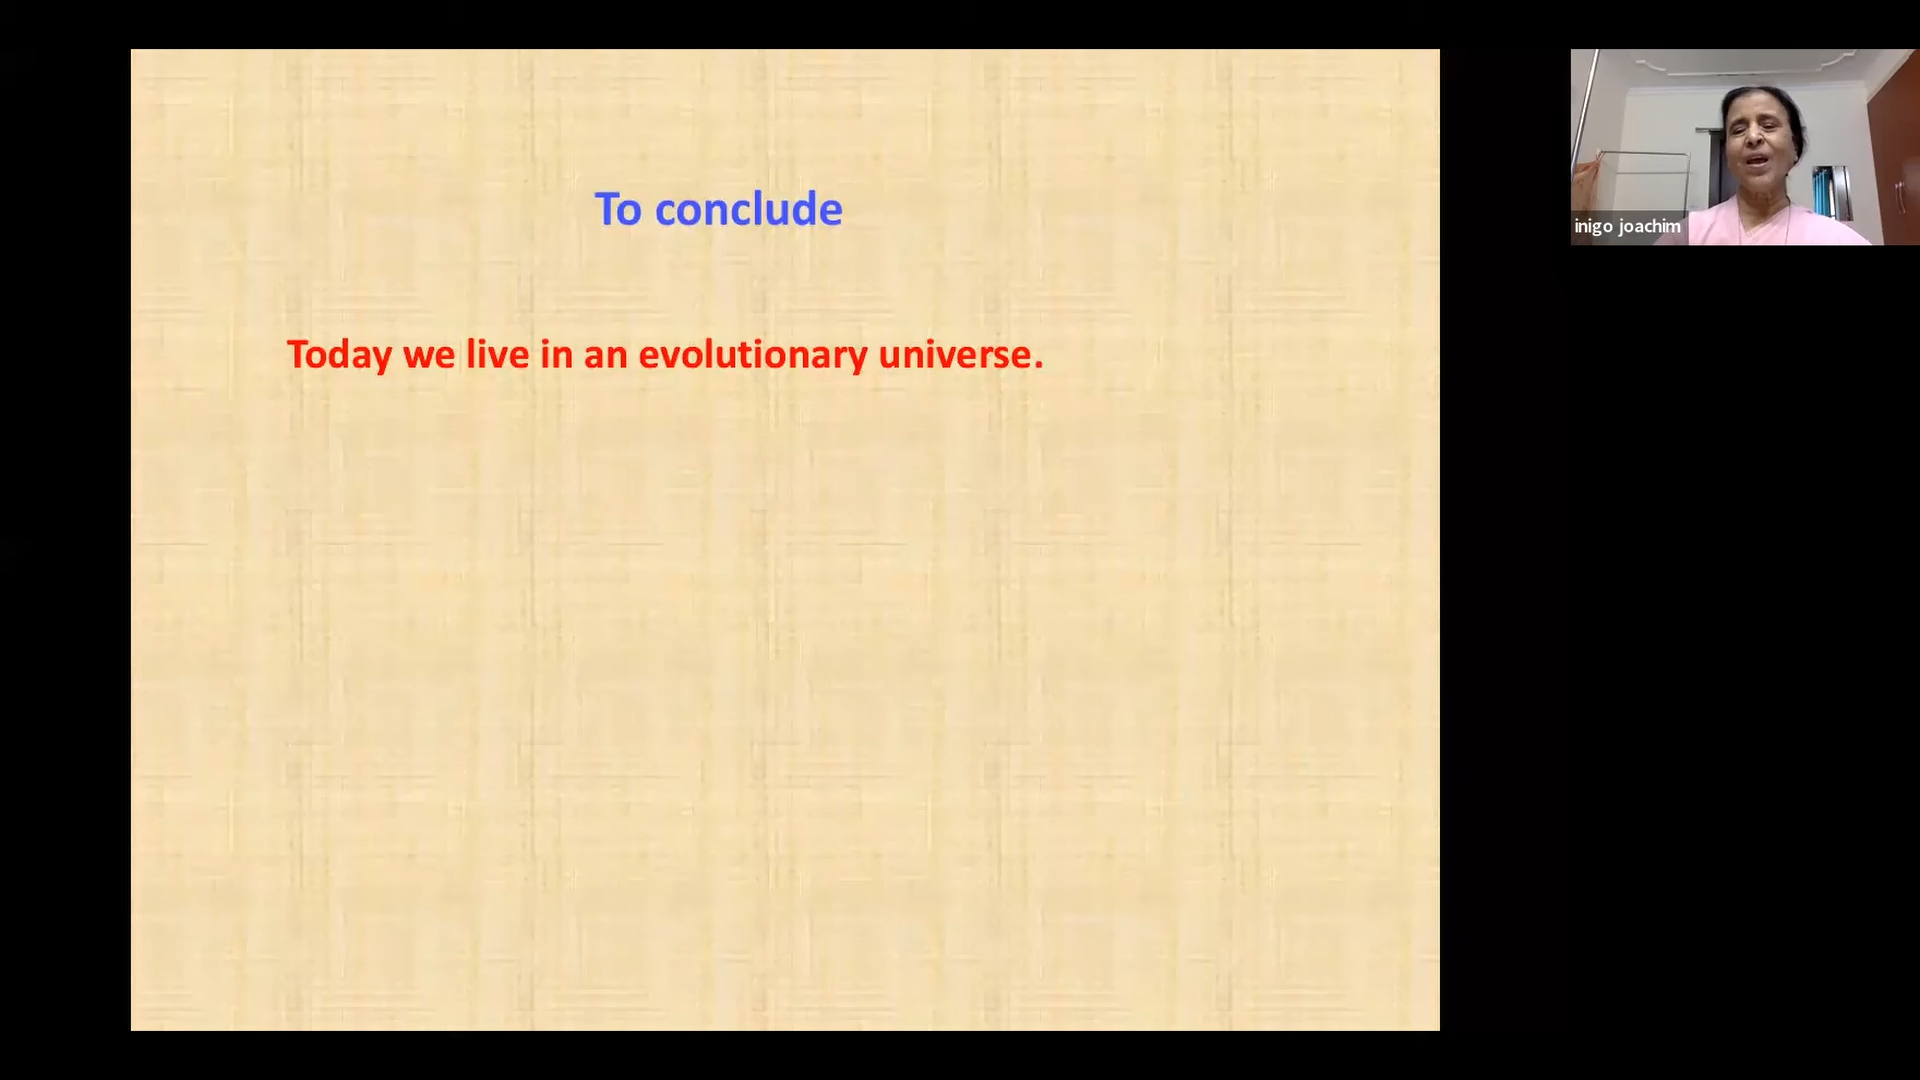 To conclude
Today we live in an evolutionary universe.
inigo joachim